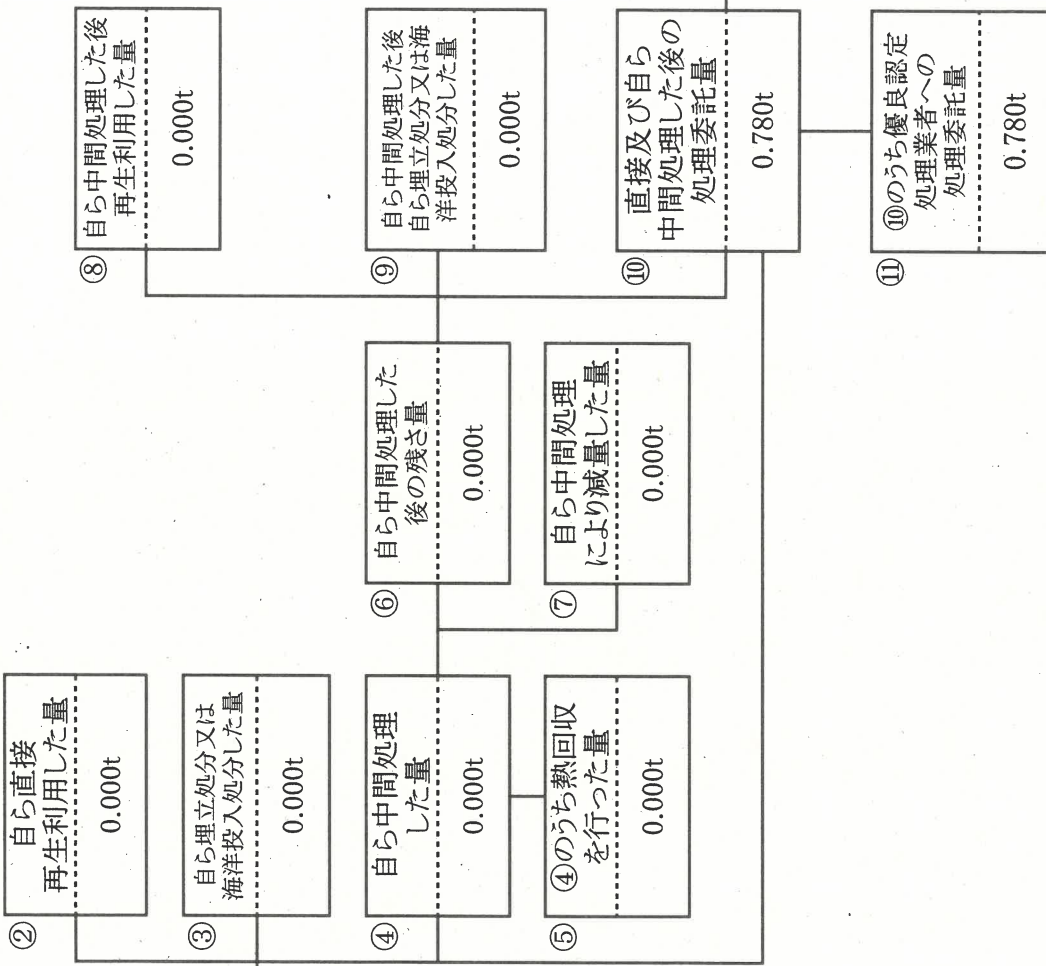 ②
自ら直接
再生利用した量
0.000t
③
自ら埋立処分又は
海洋投入処分した量
0.000t
④
自ら中間処理
した量
0.000t
⑤
④のうち熱回収
を行った量
0.000t
⑥
自ら中間処理した
後の残さ量
0.000t
⑦
自ら中間処理
により減量した量
0.000t
⑧
自ら中間処理した後
再生利用した量
0.000t
⑨
自ら中間処理した後
自ら埋立処分又は海
洋投入処分した量
0.000t
⑩
直接及び自ら
中間処理した後の
処理委託量
0.780t
⑪
⑩のうち優良認定
処理業者への
処理委託量
0.780t